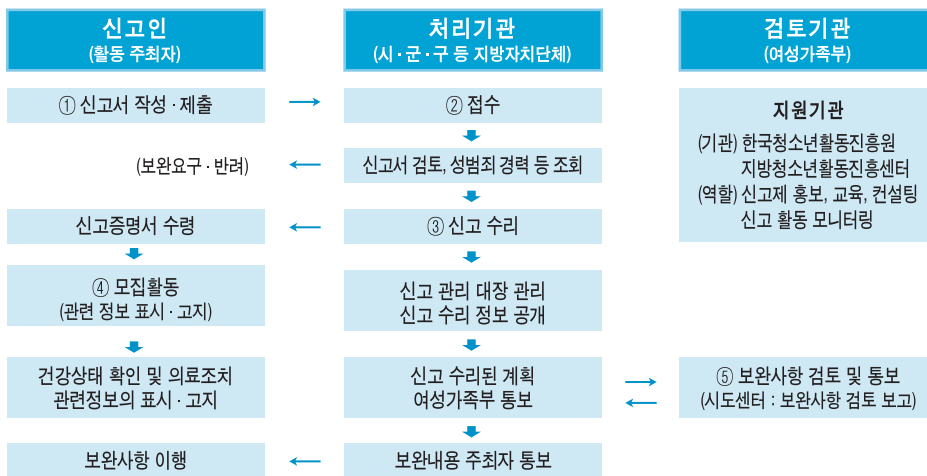 신고인
(활동 주최자)
처리기관
(시·군·구 등 지방자치단체)
검토기관
(여성가족부)
① 신고서 작성·제출
② 접수
지원기관
(기관) 한국청소년활동진흥원
지방청소년활동진흥센터
(역할) 신고제 홍보, 교육, 컨설팅
신고 활동 모니터링
(보완요구·반려)
신고서 검토, 성범죄 경력 등 조회
신고증명서 수령
③ 신고 수리
④ 모집활동
(관련 정보 표시·고지)
신고 관리 대장 관리
신고 수리 정보 공개
건강상태 확인 및 의료조치
관련정보의 표시·고지
신고 수리된 계획
여성가족부 통보
⑤ 보완사항 검토 및 통보
(시도센터 : 보완사항 검토 보고)
보완사항 이행
보완내용 주최자 통보